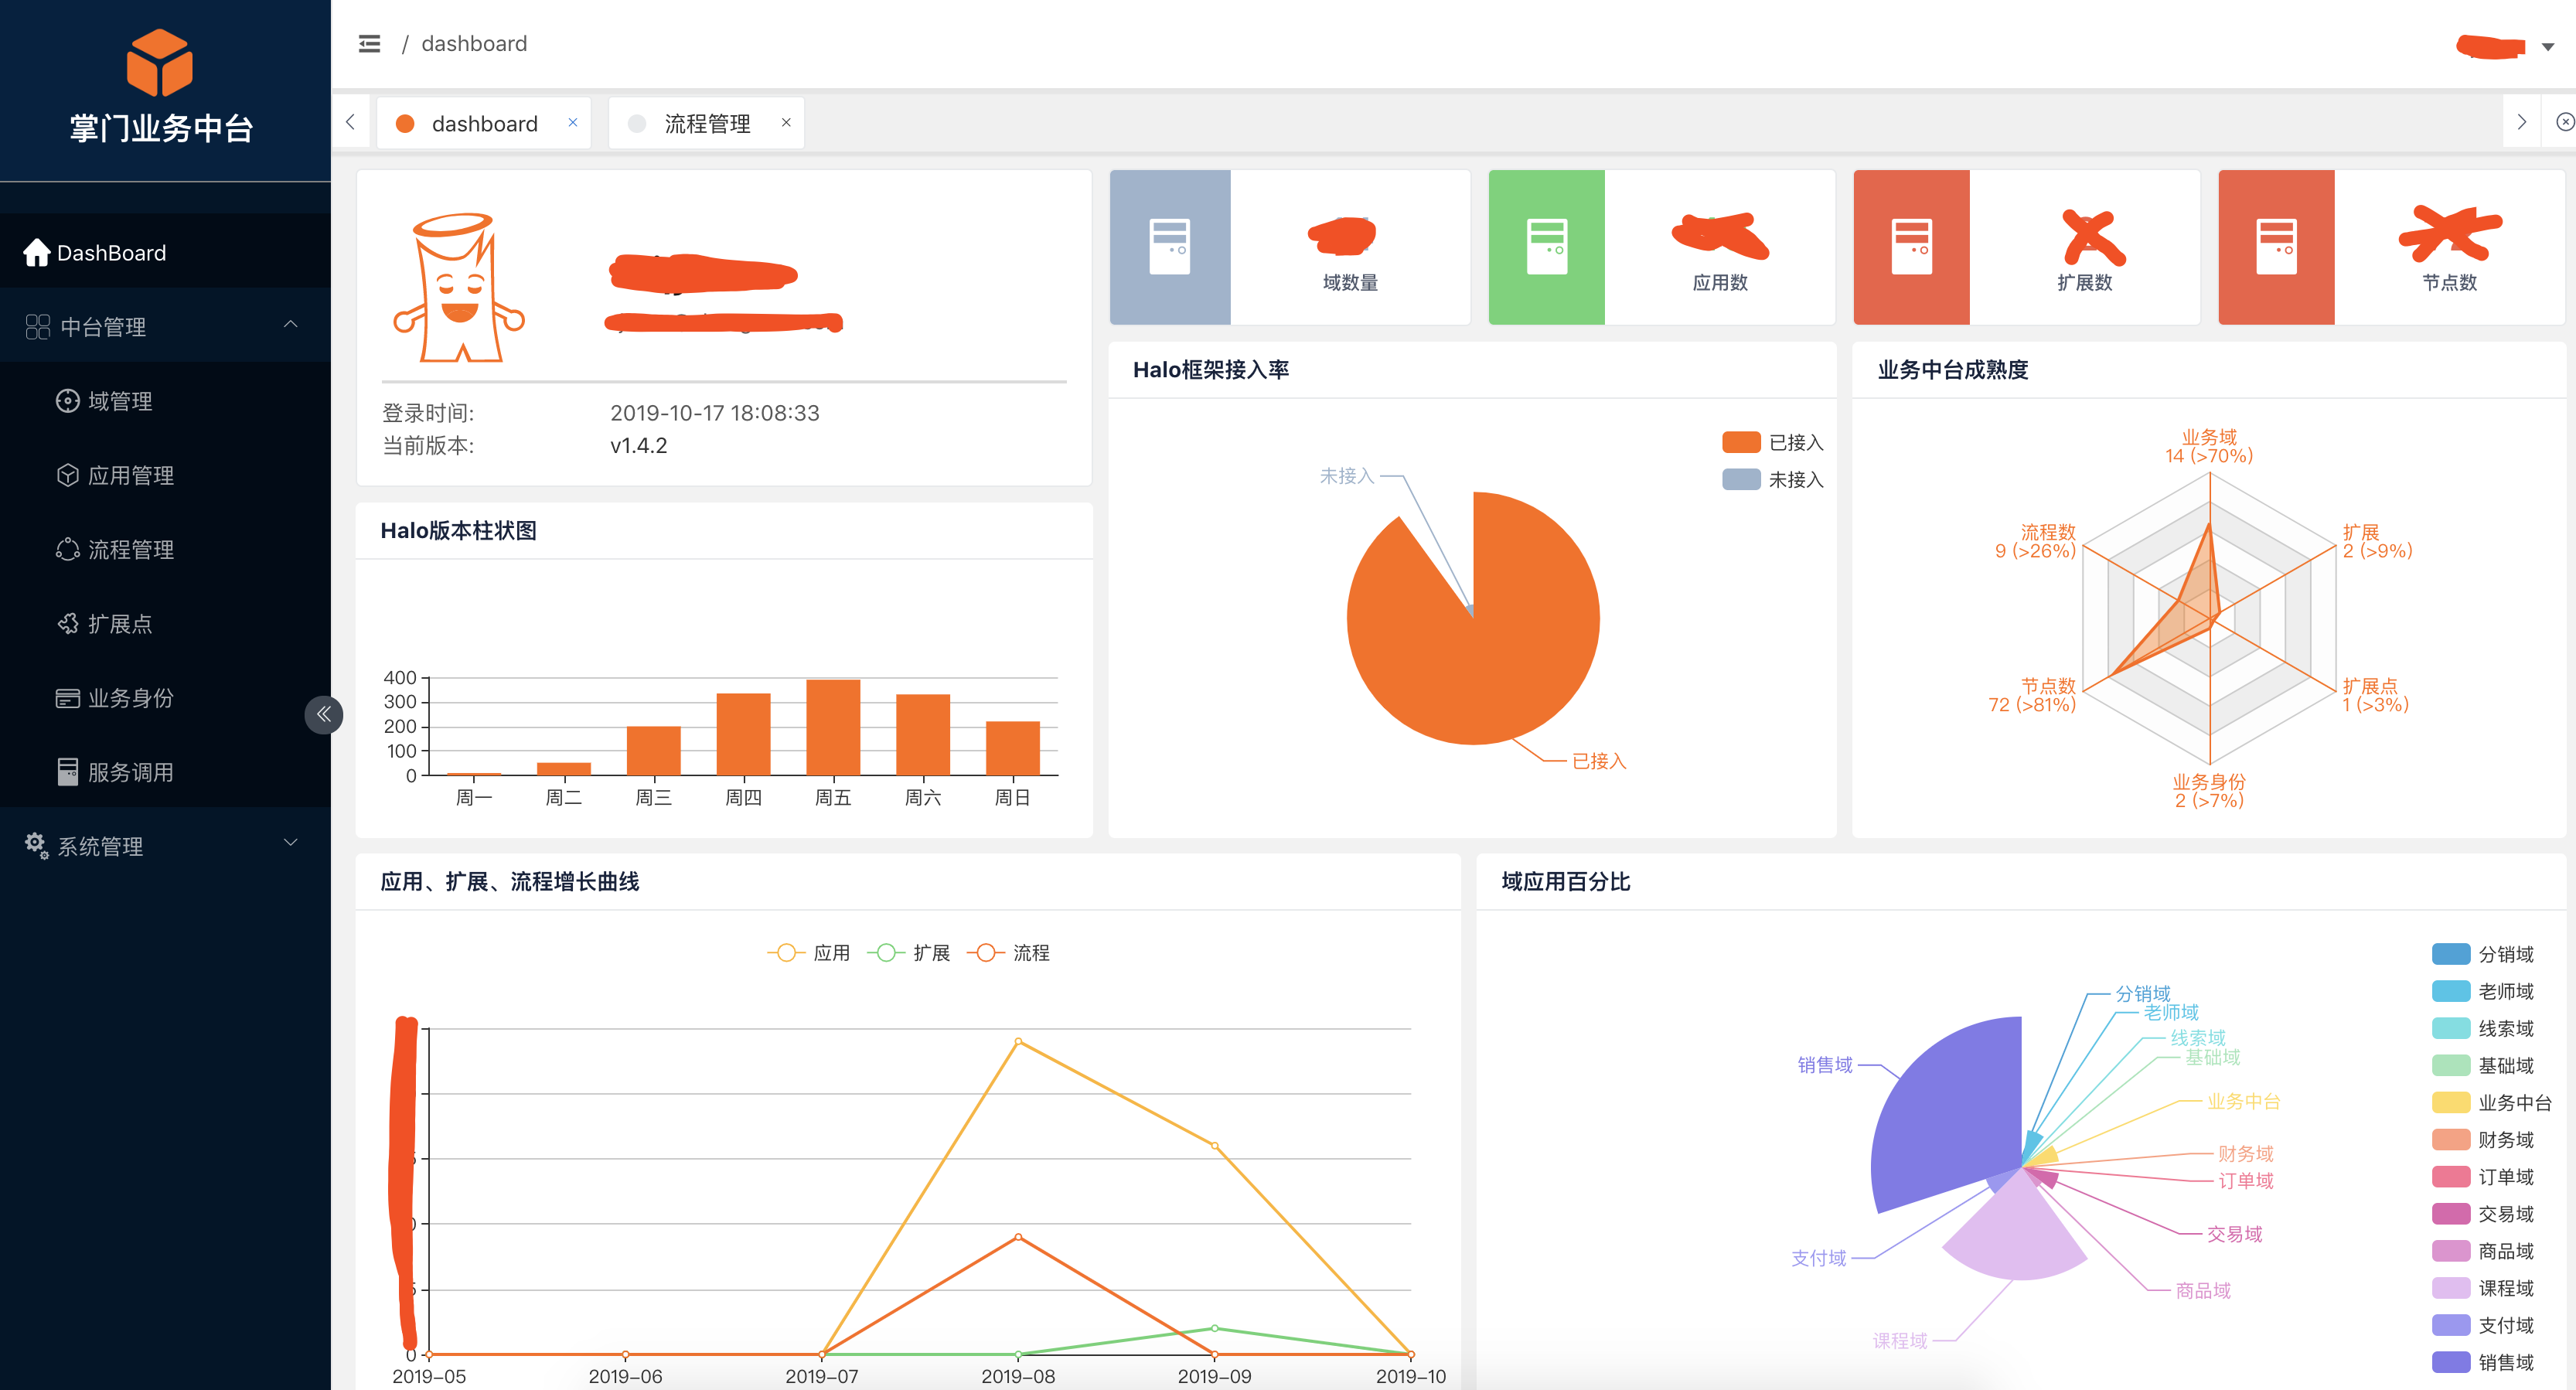 掌门业务中台
DashBoard
中台管理
域管理
应用管理
流程管理
扩展点
业务身份
服务调用
系统管理
/ dashboard
dashboard
流程管理
登录时间: 2019-10-17 18:08:33
当前版本: v1.4.2
域数量
应用数
扩展数
节点数
Halo版本柱状图
400
300
200
100
0
周一 周二 周三 周四 周五 周六 周日
Halo框架接入率
已接入
未接入
未接入
已接入
业务中台成熟度
业务域
14 (>70%)
流程数
9 (>26%)
扩展
2 (>9%)
节点数
72 (>81%)
扩展点
1 (>3%)
业务身份
2 (>7%)
应用、扩展、流程增长曲线
应用 扩展 流程
0
2019-05 2019-06 2019-07 2019-08 2019-09 2019-10
域应用百分比
分销域
老师域
线索域
基础域
业务中台
财务域
订单域
交易域
商品域
课程域
支付域
销售域
分销域
老师域
线索域
基础域
业务中台
财务域
订单域
交易域
商品域
课程域
支付域
销售域